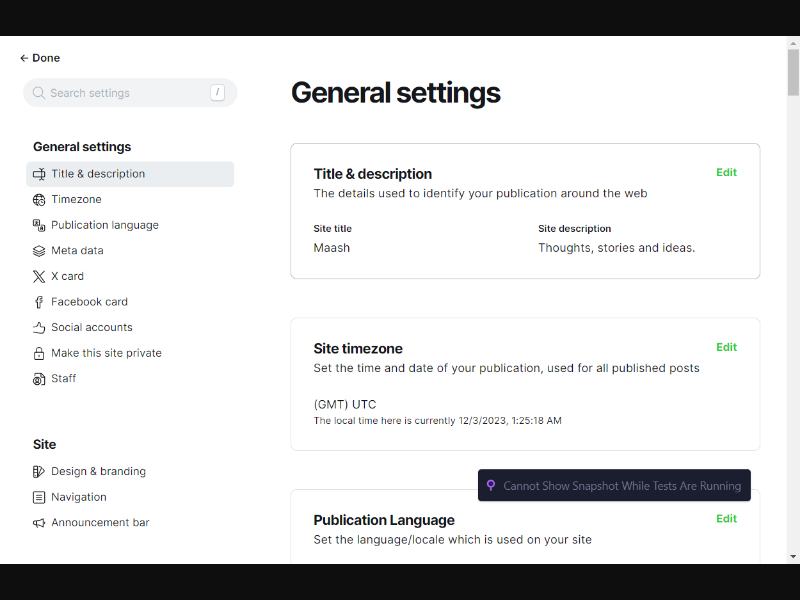 Done
Search settings /
General settings
Title & description
Timezone
Publication language
Meta data
X card
Facebook card
Social accounts
Make this site private
Staff
Site
Design & branding
Navigation
Announcement bar
General settings
Title & description
Edit
The details used to identify your publication around the web
Site title
Maash
Site description
Thoughts, stories and ideas.
Site timezone
Edit
Set the time and date of your publication, used for all published posts
(GMT) UTC
The local time here is currently 12/3/2023, 1:25:18 AM
Cannot Show Snapshot While Tests Are Running
Publication Language
Edit
Set the language/locale which is used on your site